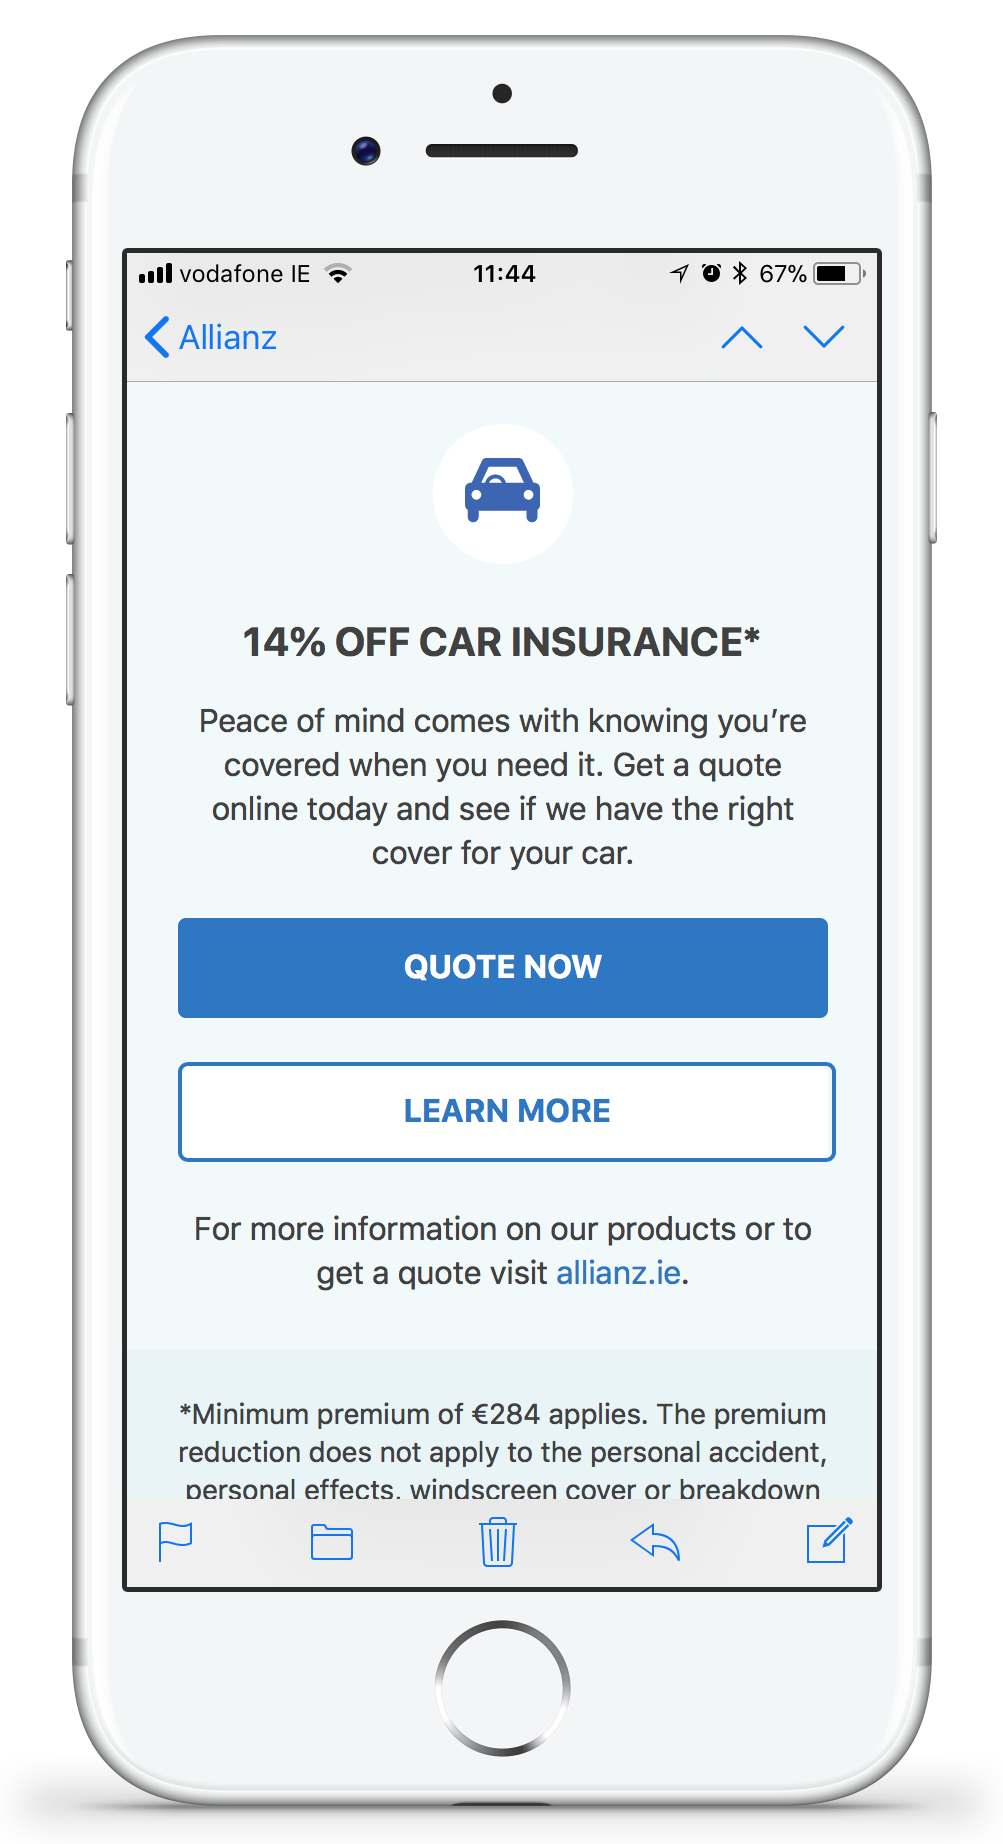 vodafone IE 11:44 67%
Allianz
14% OFF CAR INSURANCE*
Peace of mind comes with knowing you’re
covered when you need it. Get a quote
online today and see if we have the right
cover for your car.
QUOTE NOW
LEARN MORE
For more information on our products or to
get a quote visit allianz.ie.
*Minimum premium of €284 applies. The premium
reduction does not apply to the personal accident,
personal effects, windscreen cover or breakdown